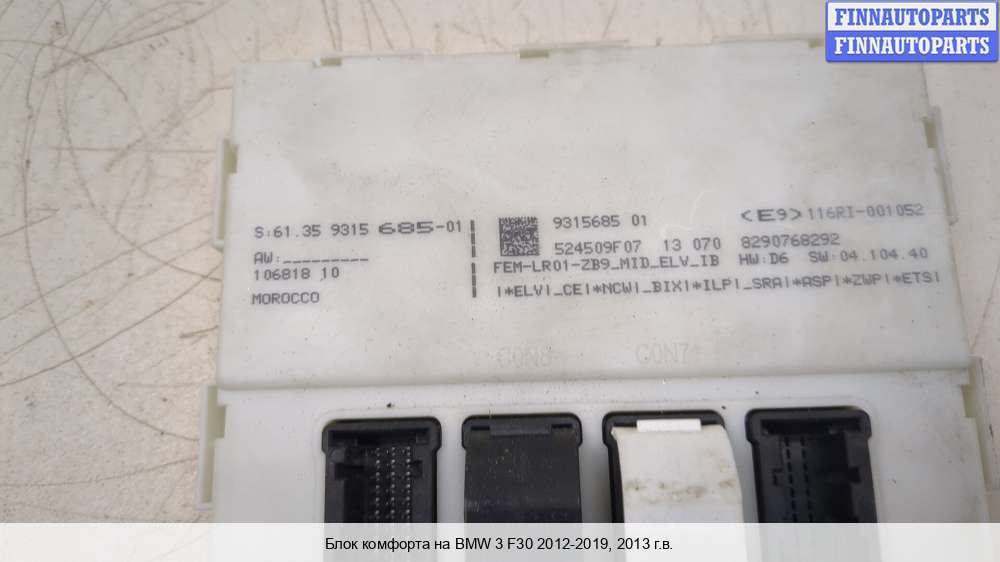 FINNAUTOPARTS
FINNAUTOPARTS
S:61.35 9315 685-01
AW:_________
106818 10
MOROCCO
9315685 01
524509F07 13 070
<E9>116RI-001052
8290768292
FEM-LR01-ZB9_MID_ELV_IB HW:D6 SW:04.104.40
|*ELV|_CE|*NCW|_BIX|*ILP|_SRA|*ASP|*ZWP|*ETS|
CON8 CON7
Блок комфорта на BMW 3 F30 2012-2019, 2013 г.в.